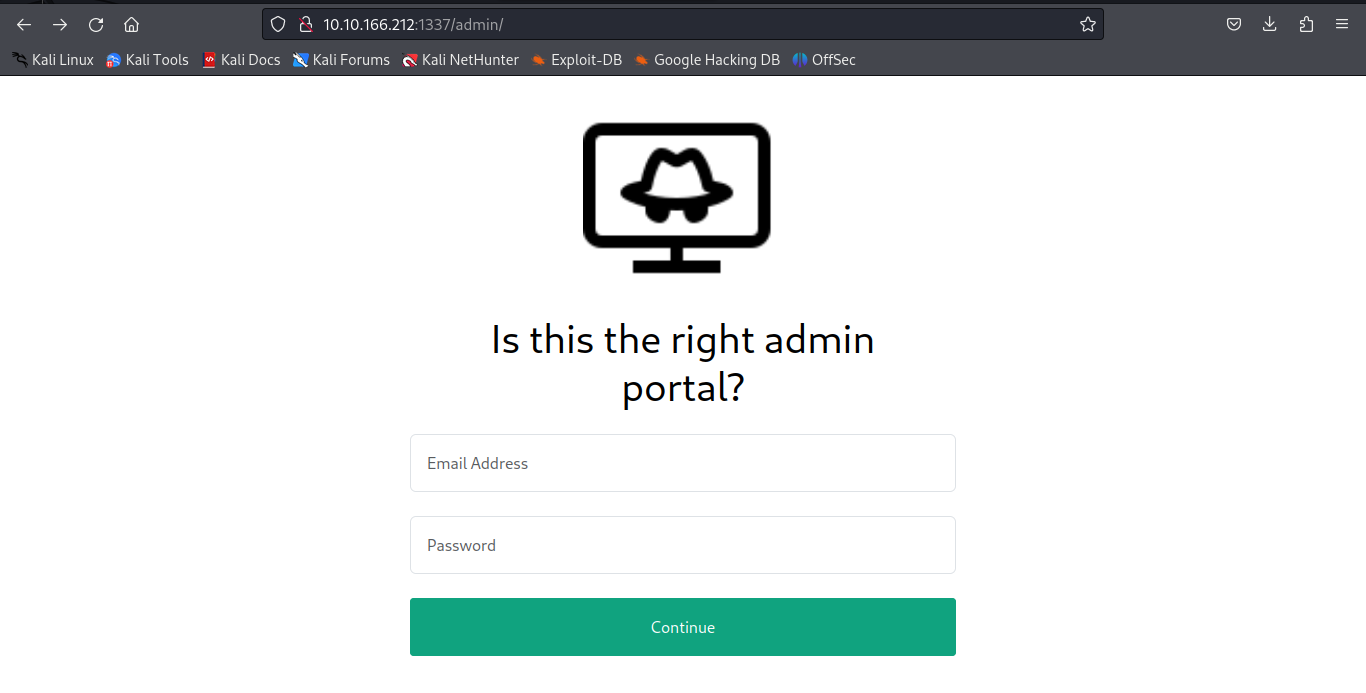 10.10.166.212:1337/admin/
Kali Linux Kali Tools Kali Docs Kali Forums Kali NetHunter Exploit-DB Google Hacking DB OffSec
Is this the right admin
portal?
Email Address
Password
Continue